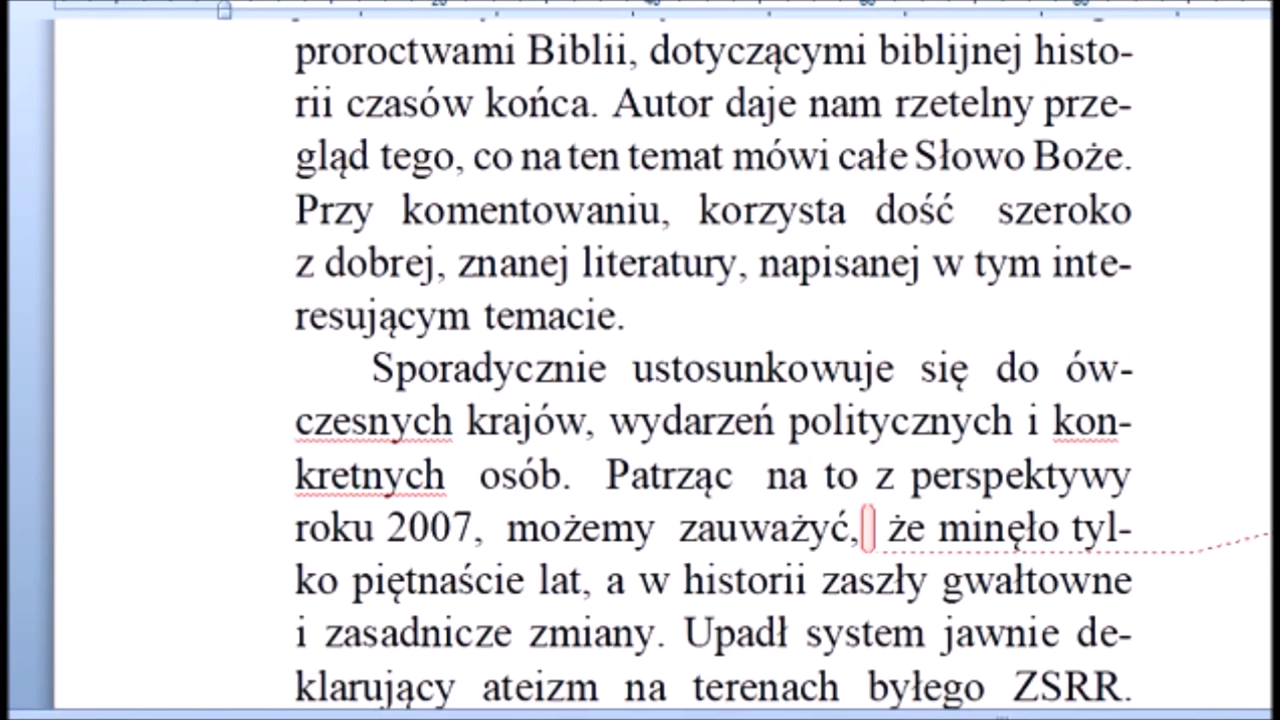 proroctwami Biblii, dotyczącymi biblijnej histo-
rii czasów końca. Autor daje nam rzetelny prze-
gląd tego, co na ten temat mówi całe Słowo Boże.
Przy komentowaniu, korzysta dość szeroko
z dobrej, znanej literatury, napisanej w tym inte-
resującym temacie.
Sporadycznie ustosunkowuje się do ów-
czesnych krajów, wydarzeń politycznych i kon-
kretnych osób. Patrząc na to z perspektywy
roku 2007, możemy zauważyć, że minęło tyl-
ko piętnaście lat, a w historii zaszły gwałtowne
i zasadnicze zmiany. Upadł system jawnie de-
klarujący ateizm na terenach byłego ZSRR.